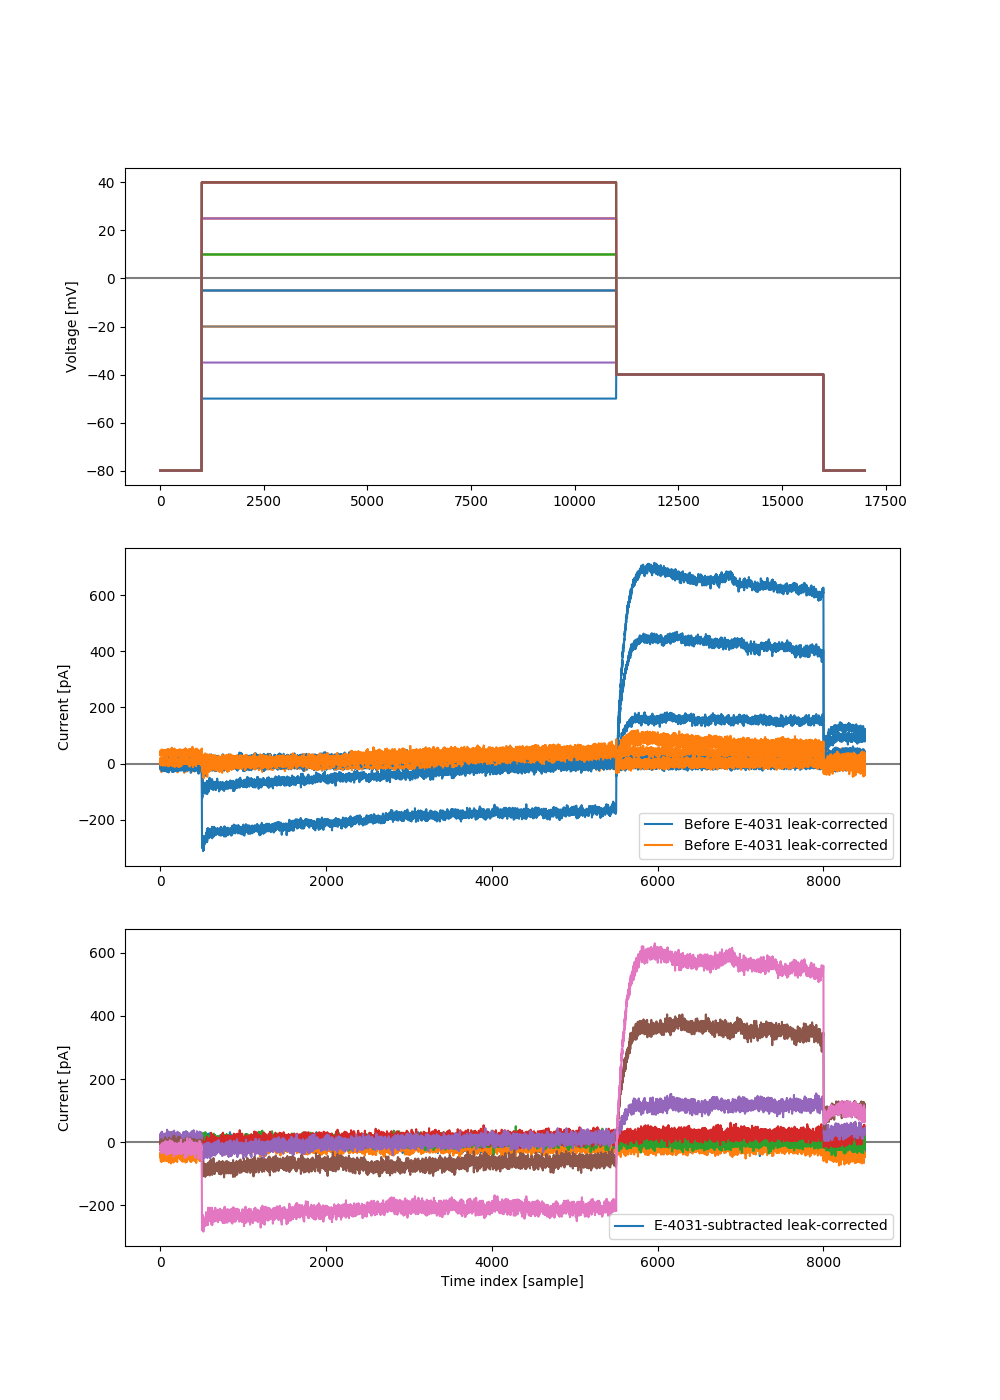 40
20
0
−20
−40
−60
−80
Voltage [mV]
0 2500 5000 7500 10000 12500 15000 17500
600
400
200
0
−200
Current [pA]
Before E-4031 leak-corrected
Before E-4031 leak-corrected
0 2000 4000 6000 8000
600
400
200
0
−200
Current [pA]
E-4031-subtracted leak-corrected
0 2000 4000 6000 8000
Time index [sample]